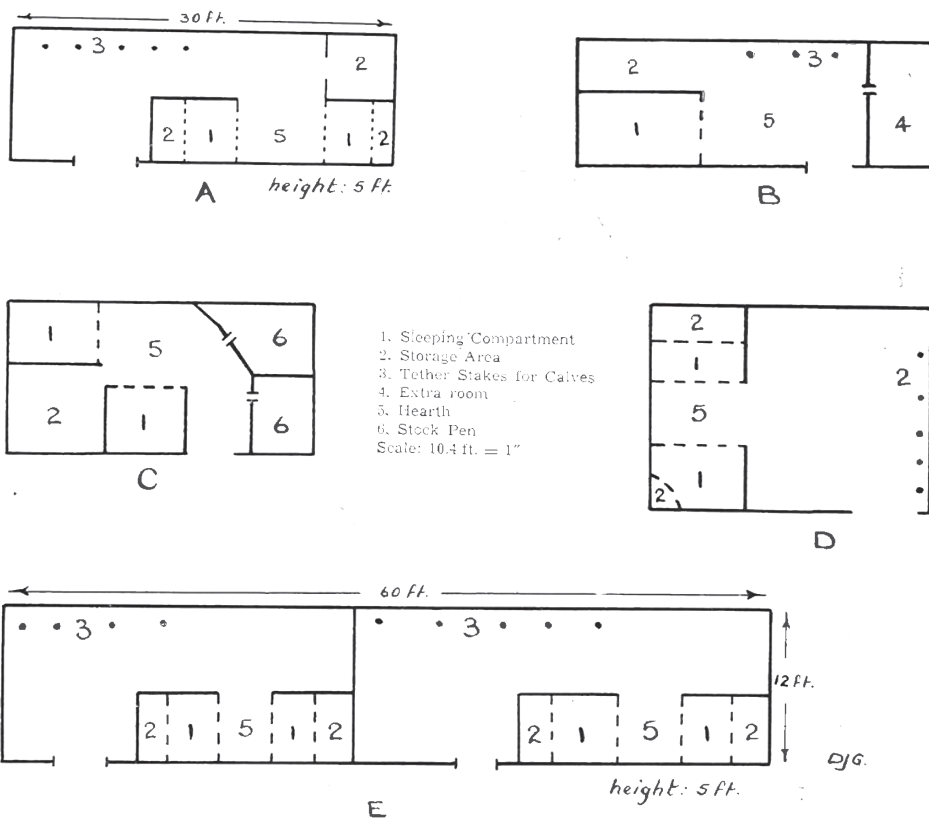 30 ft.
3
2
2 1 5 1 2
A
height: 5 ft.
2
3
1
5
4
B
1
5
6
2
1
6
C
1. Sleeping Compartment
2. Storage Area
3. Tether Stakes for Calves
4. Extra room
5. Hearth
6. Stock Pen
Scale: 10.4 ft. = 1"
2
1
2
5
1
2
D
60 ft.
3
3
12 ft.
2 1 5 1 2
2 1 5 1 2
DJG.
height: 5 ft.
E